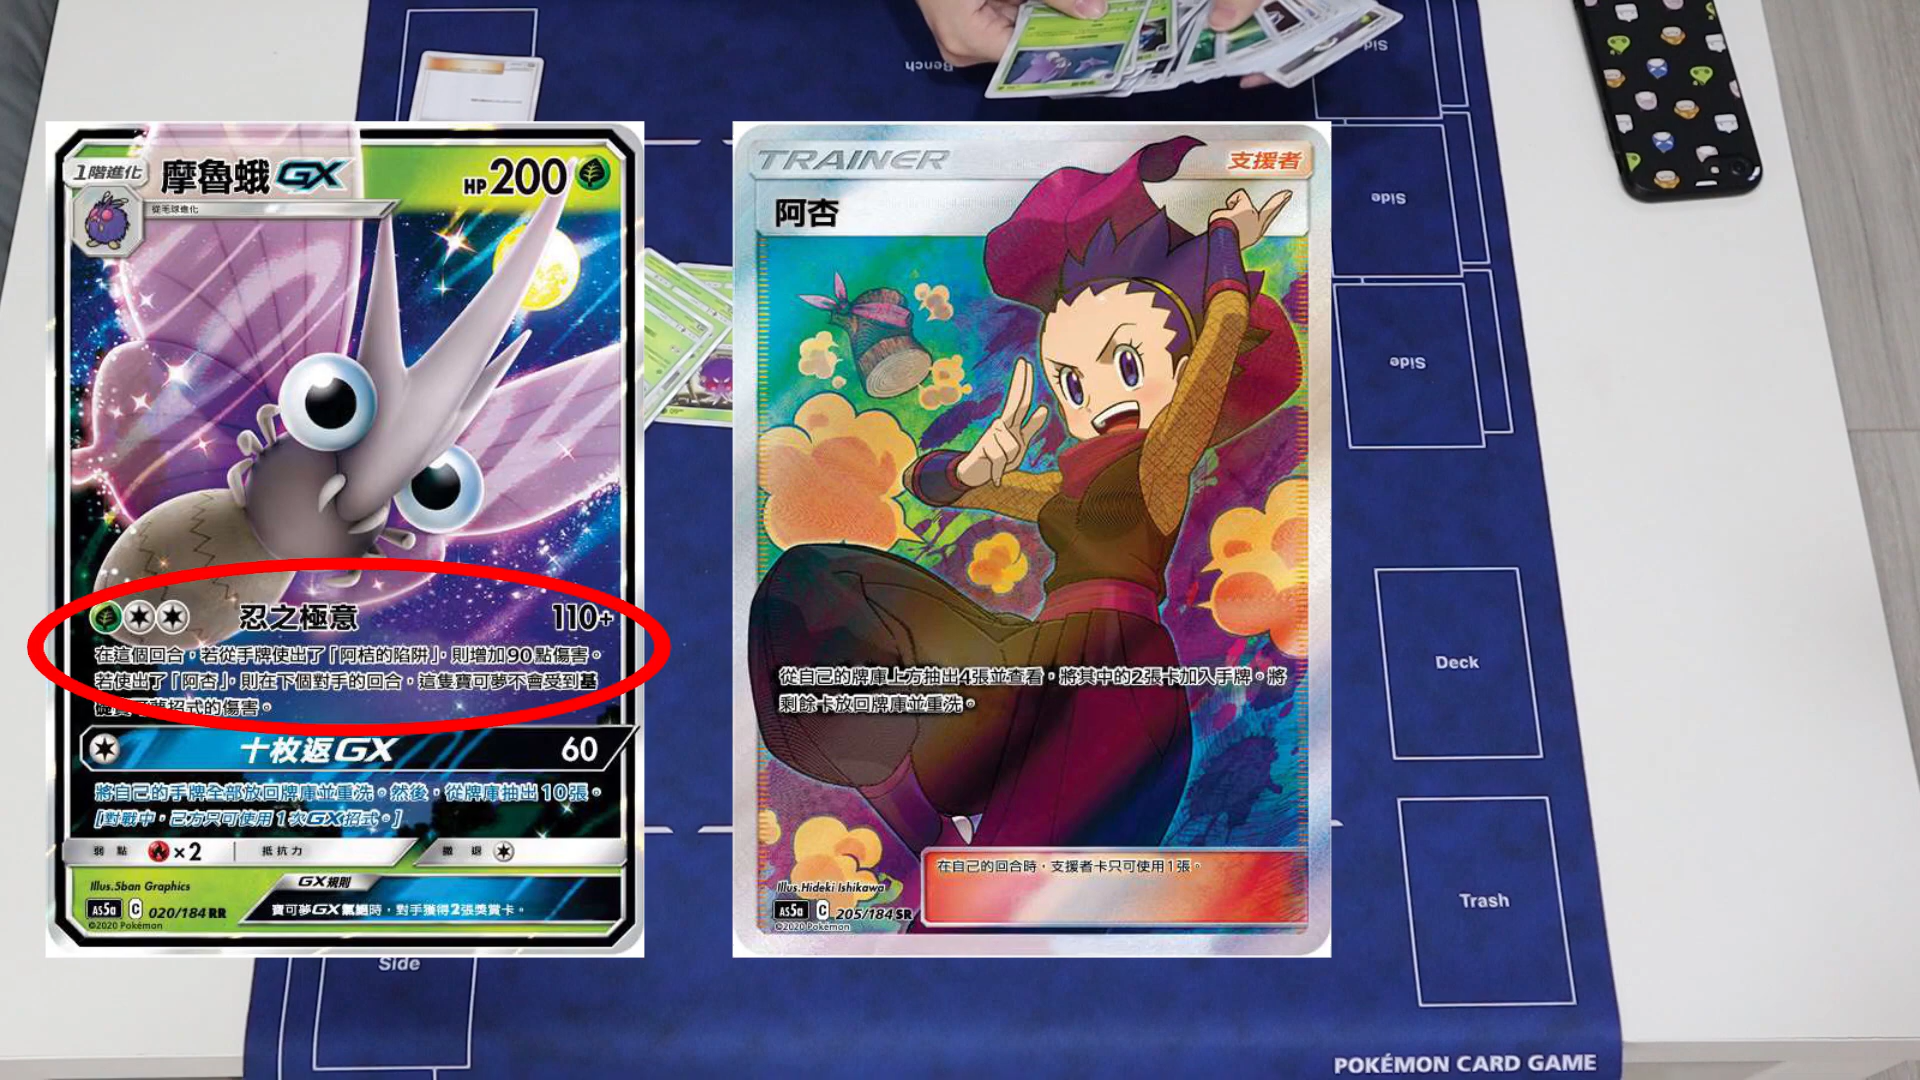 Bench
Side
1階進化
摩魯蛾GX
HP200
從毛球進化
忍之極意
110+
在這個回合,若從手牌使出了「阿桔的陷阱」,則增加90點傷害。
若使出了「阿杏」,則在下個對手的回合,這隻寶可夢不會受到基
礎寶可夢招式的傷害。
十枚返GX
60
將自己的手牌全部放回牌庫並重洗。然後,從牌庫抽出10張。
[對戰中,己方只可使用1次GX招式。]
弱點
×2
抵抗力
撤退
Illus.5ban Graphics
GX規則
AS5a
C
020/184 RR
寶可夢GX氣絕時,對手獲得2張獎賞卡。
©2020 Pokémon
TRAINER
支援者
阿杏
從自己的牌庫上方抽出4張並查看,將其中的2張卡加入手牌。將
剩餘卡放回牌庫並重洗。
在自己的回合時,支援者卡只可使用1張。
Illus.Hideki Ishikawa
AS5a
C
205/184 SR
©2020 Pokémon
Side
Side
Deck
Trash
Side
POKÉMON CARD GAME